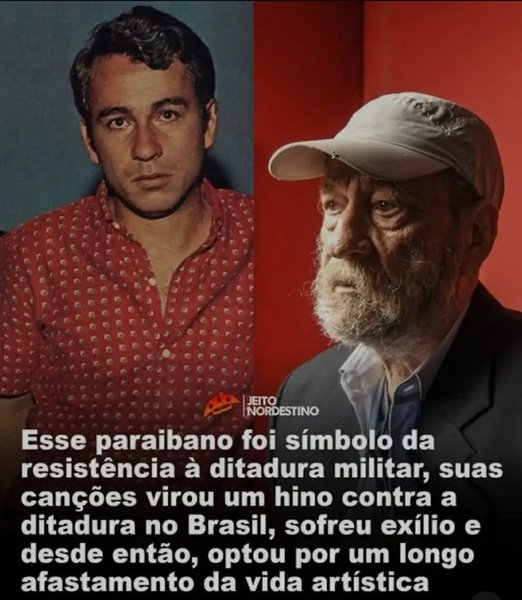 JEITO
NORDESTINO
Esse paraibano foi símbolo da
resistência à ditadura militar, suas
canções virou um hino contra a
ditadura no Brasil, sofreu exílio e
desde então, optou por um longo
afastamento da vida artística